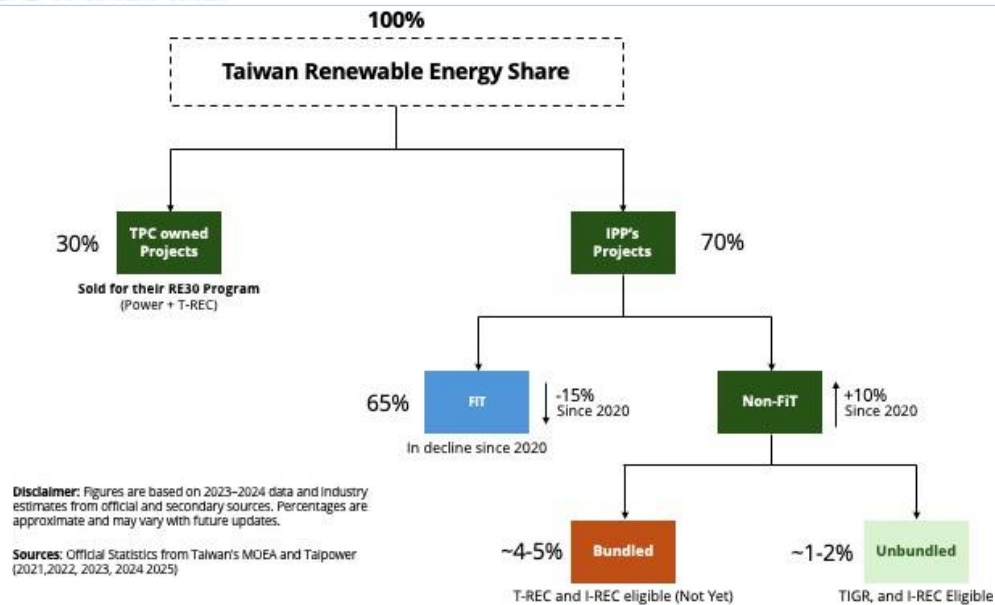 100%
Taiwan Renewable Energy Share
30%
TPC owned
Projects
IPP's
Projects
70%
Sold for their RE30 Program
(Power + T-REC)
65%
FIT
-15%
Since 2020
Non-FiT
+10%
Since 2020
In decline since 2020
Disclaimer: Figures are based on 2023–2024 data and industry
estimates from official and secondary sources. Percentages are
approximate and may vary with future updates.
Sources: Official Statistics from Taiwan's MOEA and Taipower
(2021,2022, 2023, 2024 2025)
~4-5%
Bundled
~1-2%
Unbundled
T-REC and I-REC eligible (Not Yet)
TIGR, and I-REC Eligible